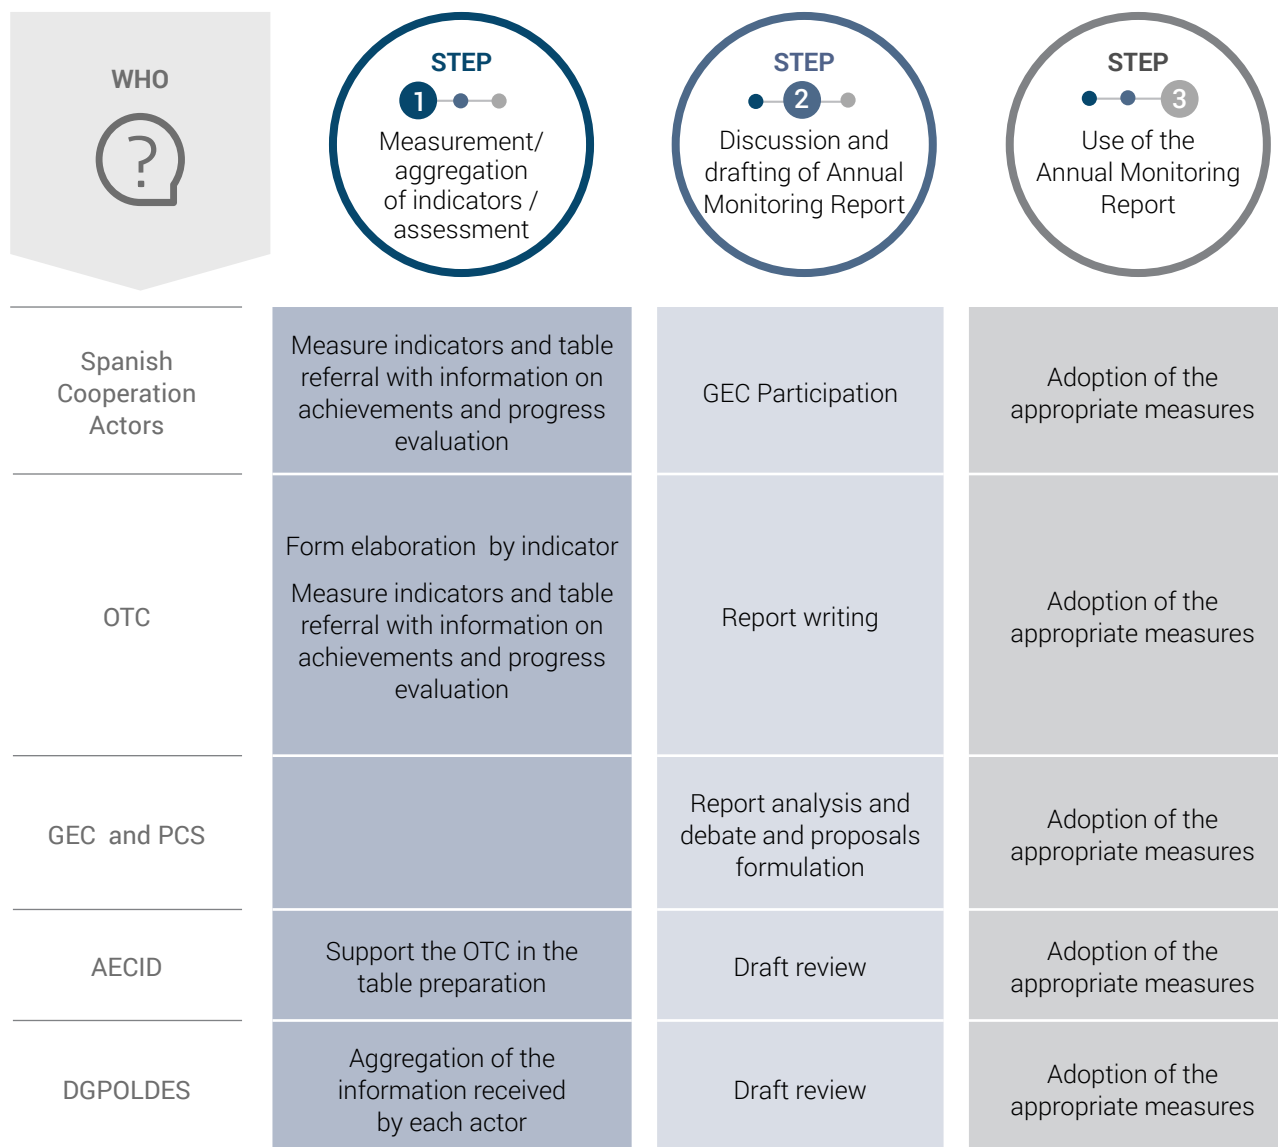 WHO
?
STEP
1
Measurement/
aggregation
of indicators /
assessment
STEP
2
Discussion and
drafting of Annual
Monitoring Report
STEP
3
Use of the
Annual Monitoring
Report
Spanish
Cooperation
Actors
Measure indicators and table
referral with information on
achievements and progress
evaluation
GEC Participation
Adoption of the
appropriate measures
OTC
Form elaboration by indicator
Measure indicators and table
referral with information on
achievements and progress
evaluation
Report writing
Adoption of the
appropriate measures
GEC and PCS
Report analysis and
debate and proposals
formulation
Adoption of the
appropriate measures
AECID
Support the OTC in the
table preparation
Draft review
Adoption of the
appropriate measures
DGPOLDES
Aggregation of the
information received
by each actor
Draft review
Adoption of the
appropriate measures